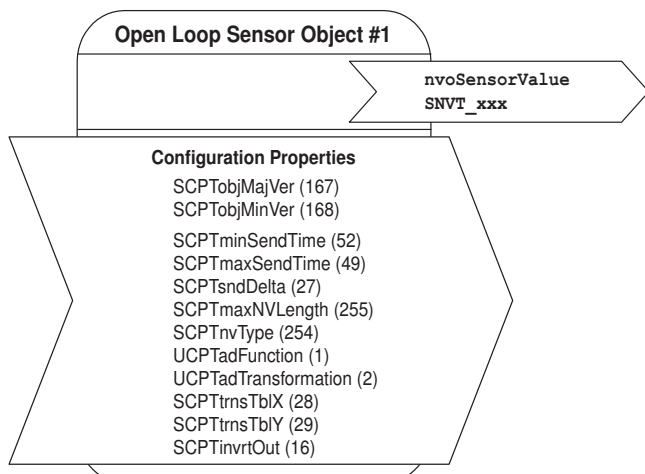 Open Loop Sensor Object #1
nvoSensorValue
SNVT_xxx
Configuration Properties
SCPTobjMajVer (167)
SCPTobjMinVer (168)
SCPTminSendTime (52)
SCPTmaxSendTime (49)
SCPTsndDelta (27)
SCPTmaxNVLength (255)
SCPTnvType (254)
UCPTadFunction (1)
UCPTadTransformation (2)
SCPTtrnsTblX (28)
SCPTtrnsTblY (29)
SCPTinvrtOut (16)